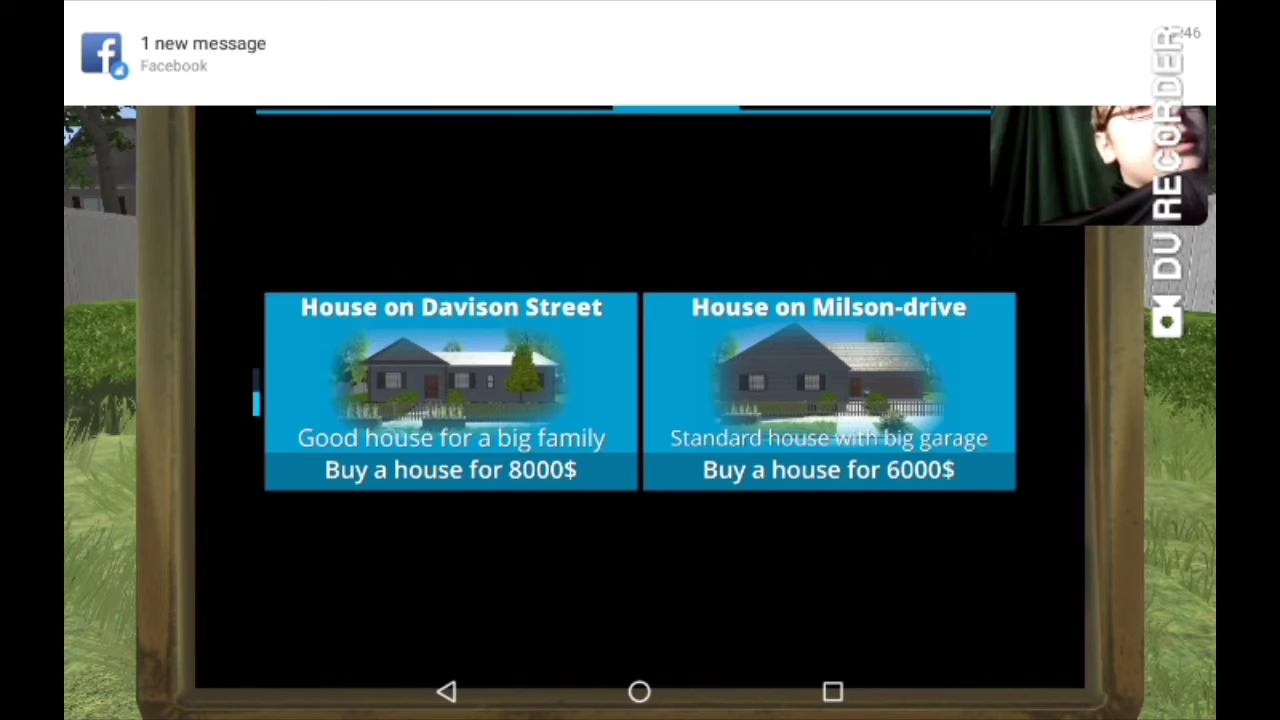 1 new message
Facebook
:46
DU RECORDER
House on Davison Street
Good house for a big family
Buy a house for 8000$
House on Milson-drive
Standard house with big garage
Buy a house for 6000$